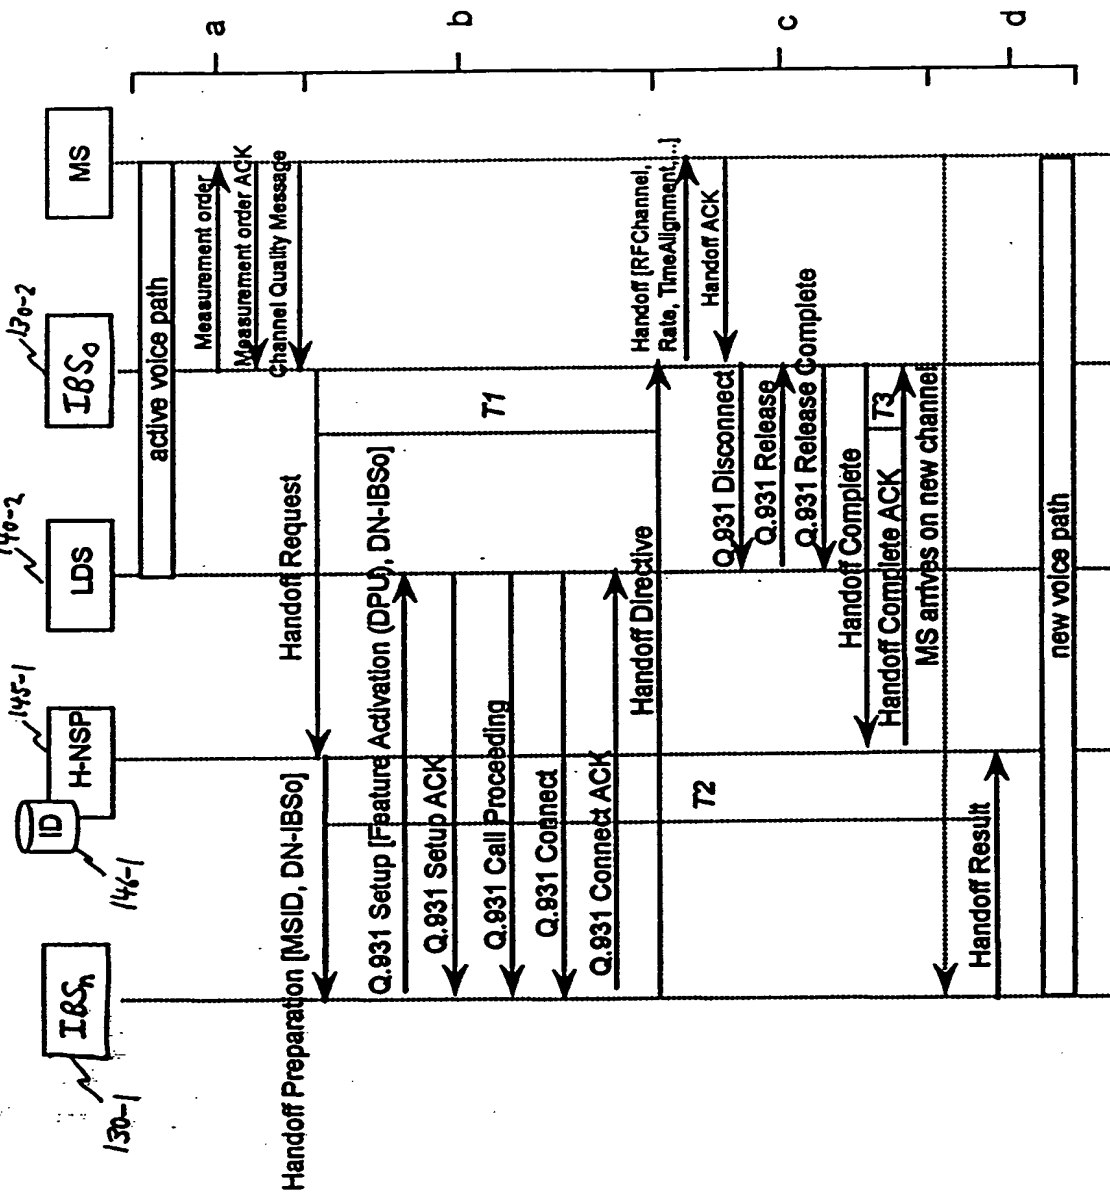 130-1
146-1
145-1
140-2
130-2
IBSn
ID
H-NSP
LDS
IBSo
MS
active voice path
a
Measurement order
Measurement order ACK
Channel Quality Message
Handoff Request
Handoff Preparation [MSID, DN-IBSo]
b
T1
Q.931 Setup [Feature Activation (DPU), DN-IBSo]
Q.931 Setup ACK
Q.931 Call Proceeding
Q.931 Connect
Q.931 Connect ACK
Handoff Directive
Handoff [RFChannel,
Rate, TimeAlignment,...]
Handoff ACK
c
T2
Q.931 Disconnect
Q.931 Release
Q.931 Release Complete
Handoff Complete
T3
Handoff Complete ACK
MS arrives on new channel
d
Handoff Result
new voice path